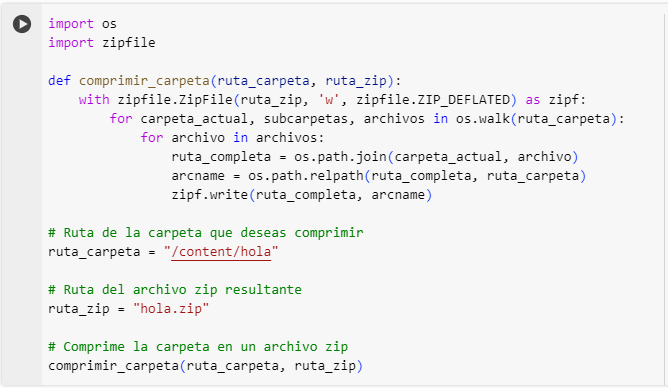 import os
import zipfile

def comprimir_carpeta(ruta_carpeta, ruta_zip):
    with zipfile.ZipFile(ruta_zip, 'w', zipfile.ZIP_DEFLATED) as zipf:
        for carpeta_actual, subcarpetas, archivos in os.walk(ruta_carpeta):
            for archivo in archivos:
                ruta_completa = os.path.join(carpeta_actual, archivo)
                arcname = os.path.relpath(ruta_completa, ruta_carpeta)
                zipf.write(ruta_completa, arcname)

# Ruta de la carpeta que deseas comprimir
ruta_carpeta = "/content/hola"

# Ruta del archivo zip resultante
ruta_zip = "hola.zip"

# Comprime la carpeta en un archivo zip
comprimir_carpeta(ruta_carpeta, ruta_zip)